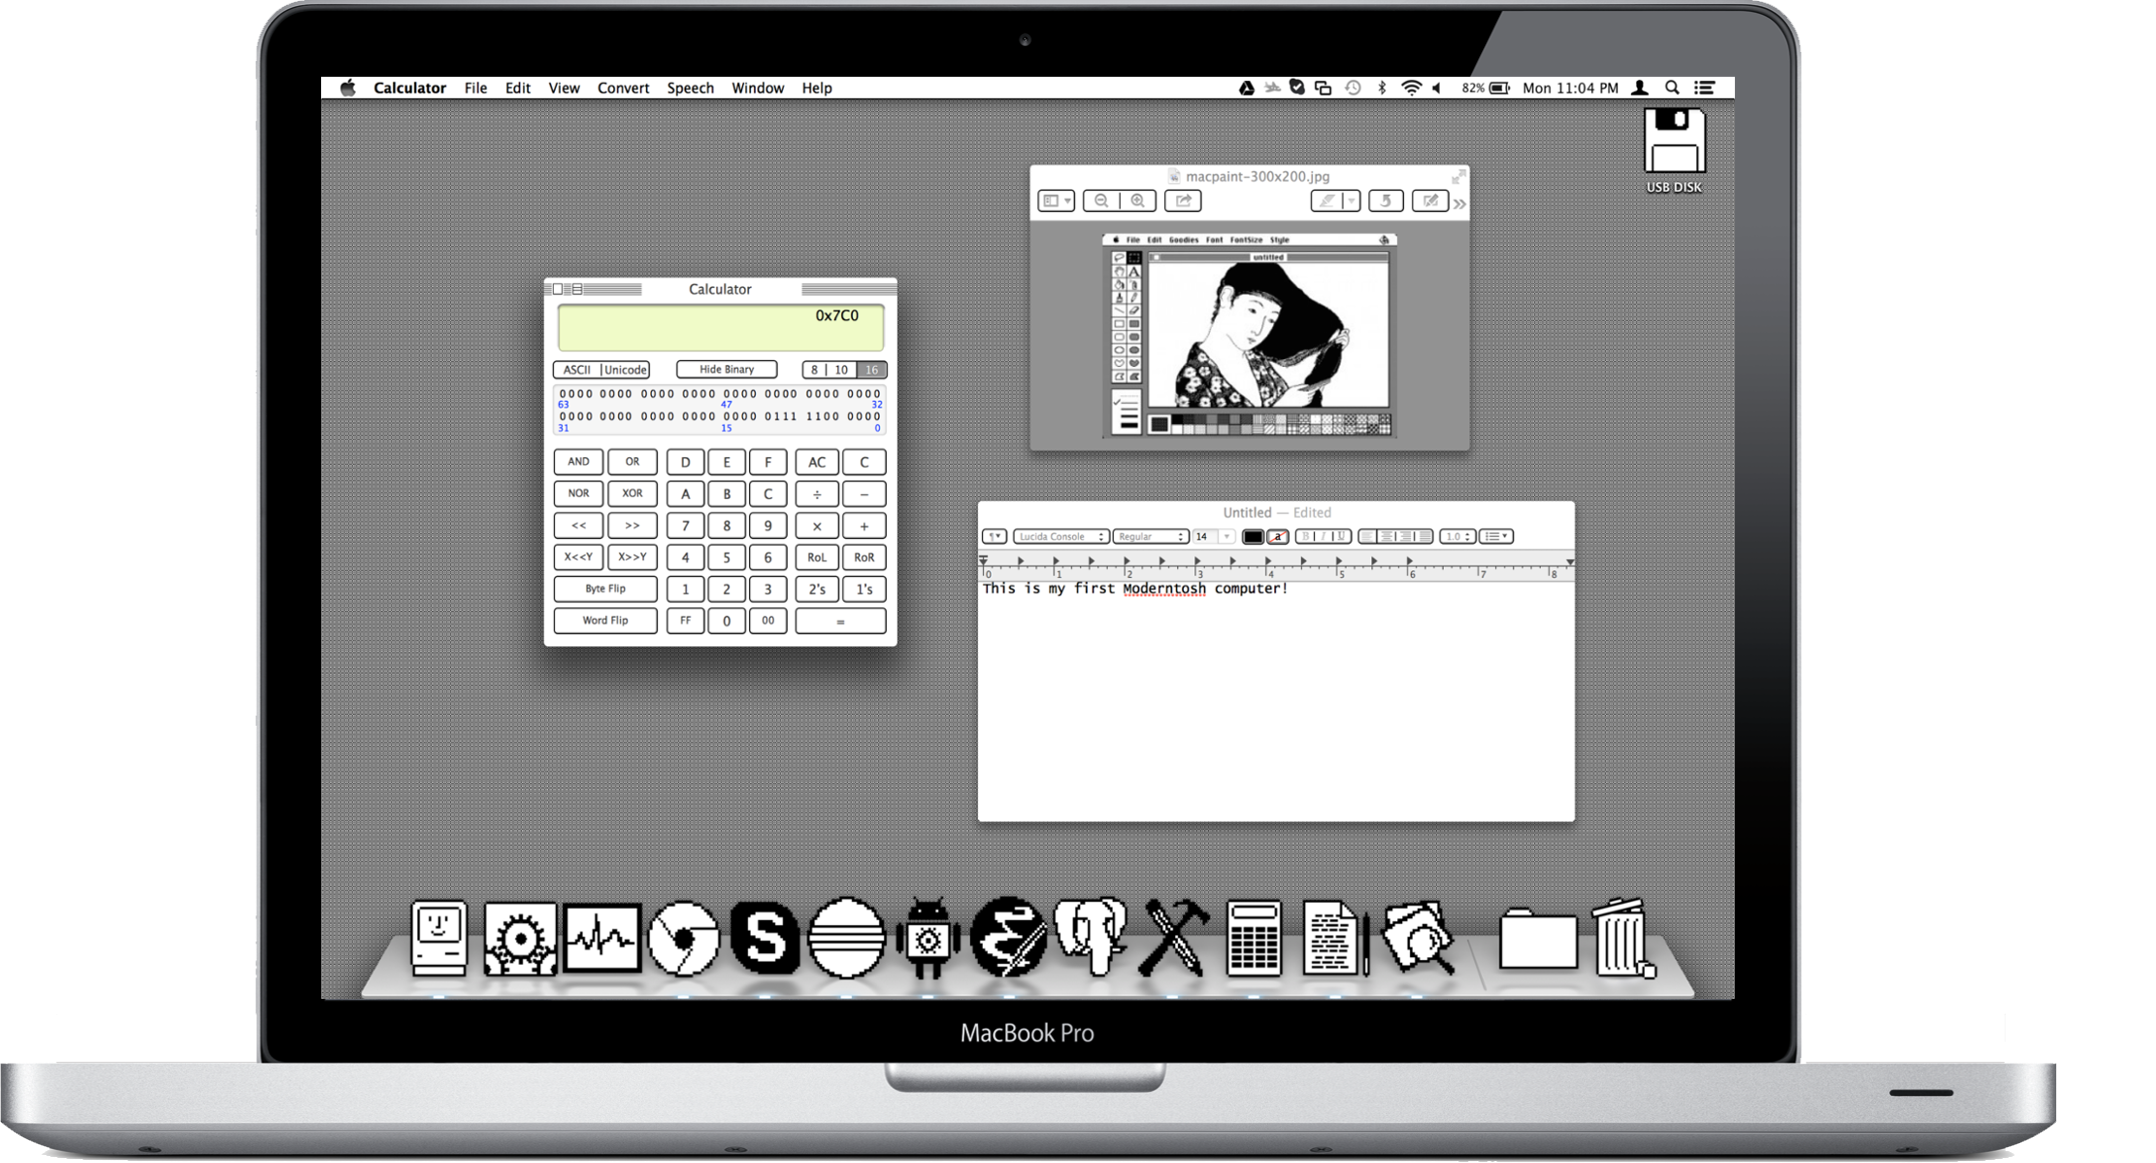 Calculator File Edit View Convert Speech Window Help
82% Mon 11:04 PM
USB DISK
macpaint-300x200.jpg
File Edit Goodies Font FontSize Style
untitled
Calculator
0x7C0
ASCII | Unicode
Hide Binary
8 | 10 16
0000 0000 0000 0000 0000 0000 0000 0000
63 47 32
0000 0000 0000 0000 0000 0111 1100 0000
31 15 0
AND OR D E F AC C
NOR XOR A B C ÷ −
<< >> 7 8 9 × +
X<<Y X>>Y 4 5 6 RoL RoR
Byte Flip 1 2 3 2's 1's
Word Flip FF 0 00 =
Untitled — Edited
¶ Lucida Console Regular 14 a B I U 1.0
0 1 2 3 4 5 6 7 8
This is my first Moderntosh computer!
S
MacBook Pro